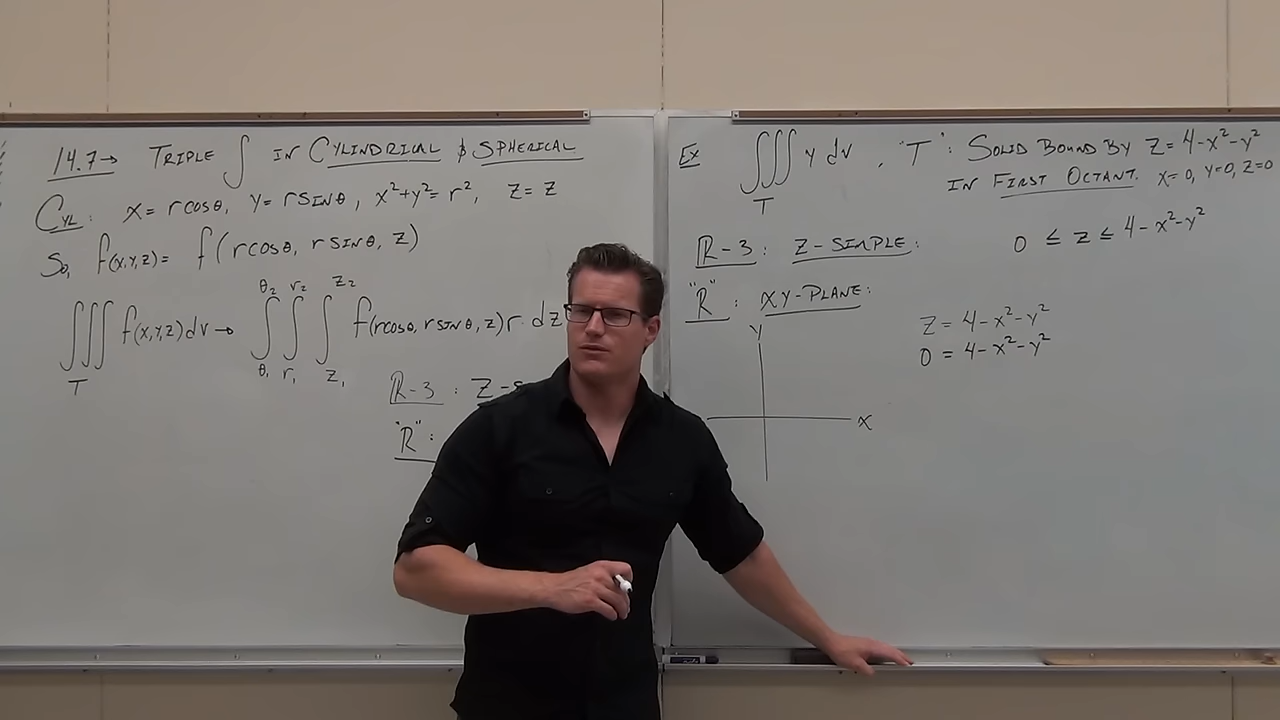 14.7→ TRIPLE ∫ IN CYLINDRICAL & SPHERICAL
CYL: x = r cosθ, y = r sinθ, x²+y² = r², z = z
So, f(x,y,z) = f(r cosθ, r sinθ, z)
θ₂ r₂ z₂
∭ f(x,y,z) dv → ∫ ∫ ∫ f(r cosθ, r sinθ, z) r · dz
T θ₁ r₁ z₁
ℝ-3 : Z-
"R" :
Ex ∭ y dv, "T": SOLID BOUND BY z = 4-x²-y²
T IN FIRST OCTANT. x=0, y=0, z=0
ℝ-3 : Z-SIMPLE: 0 ≤ z ≤ 4-x²-y²
"R" : XY-PLANE:
y
z = 4-x²-y²
0 = 4-x²-y²
x